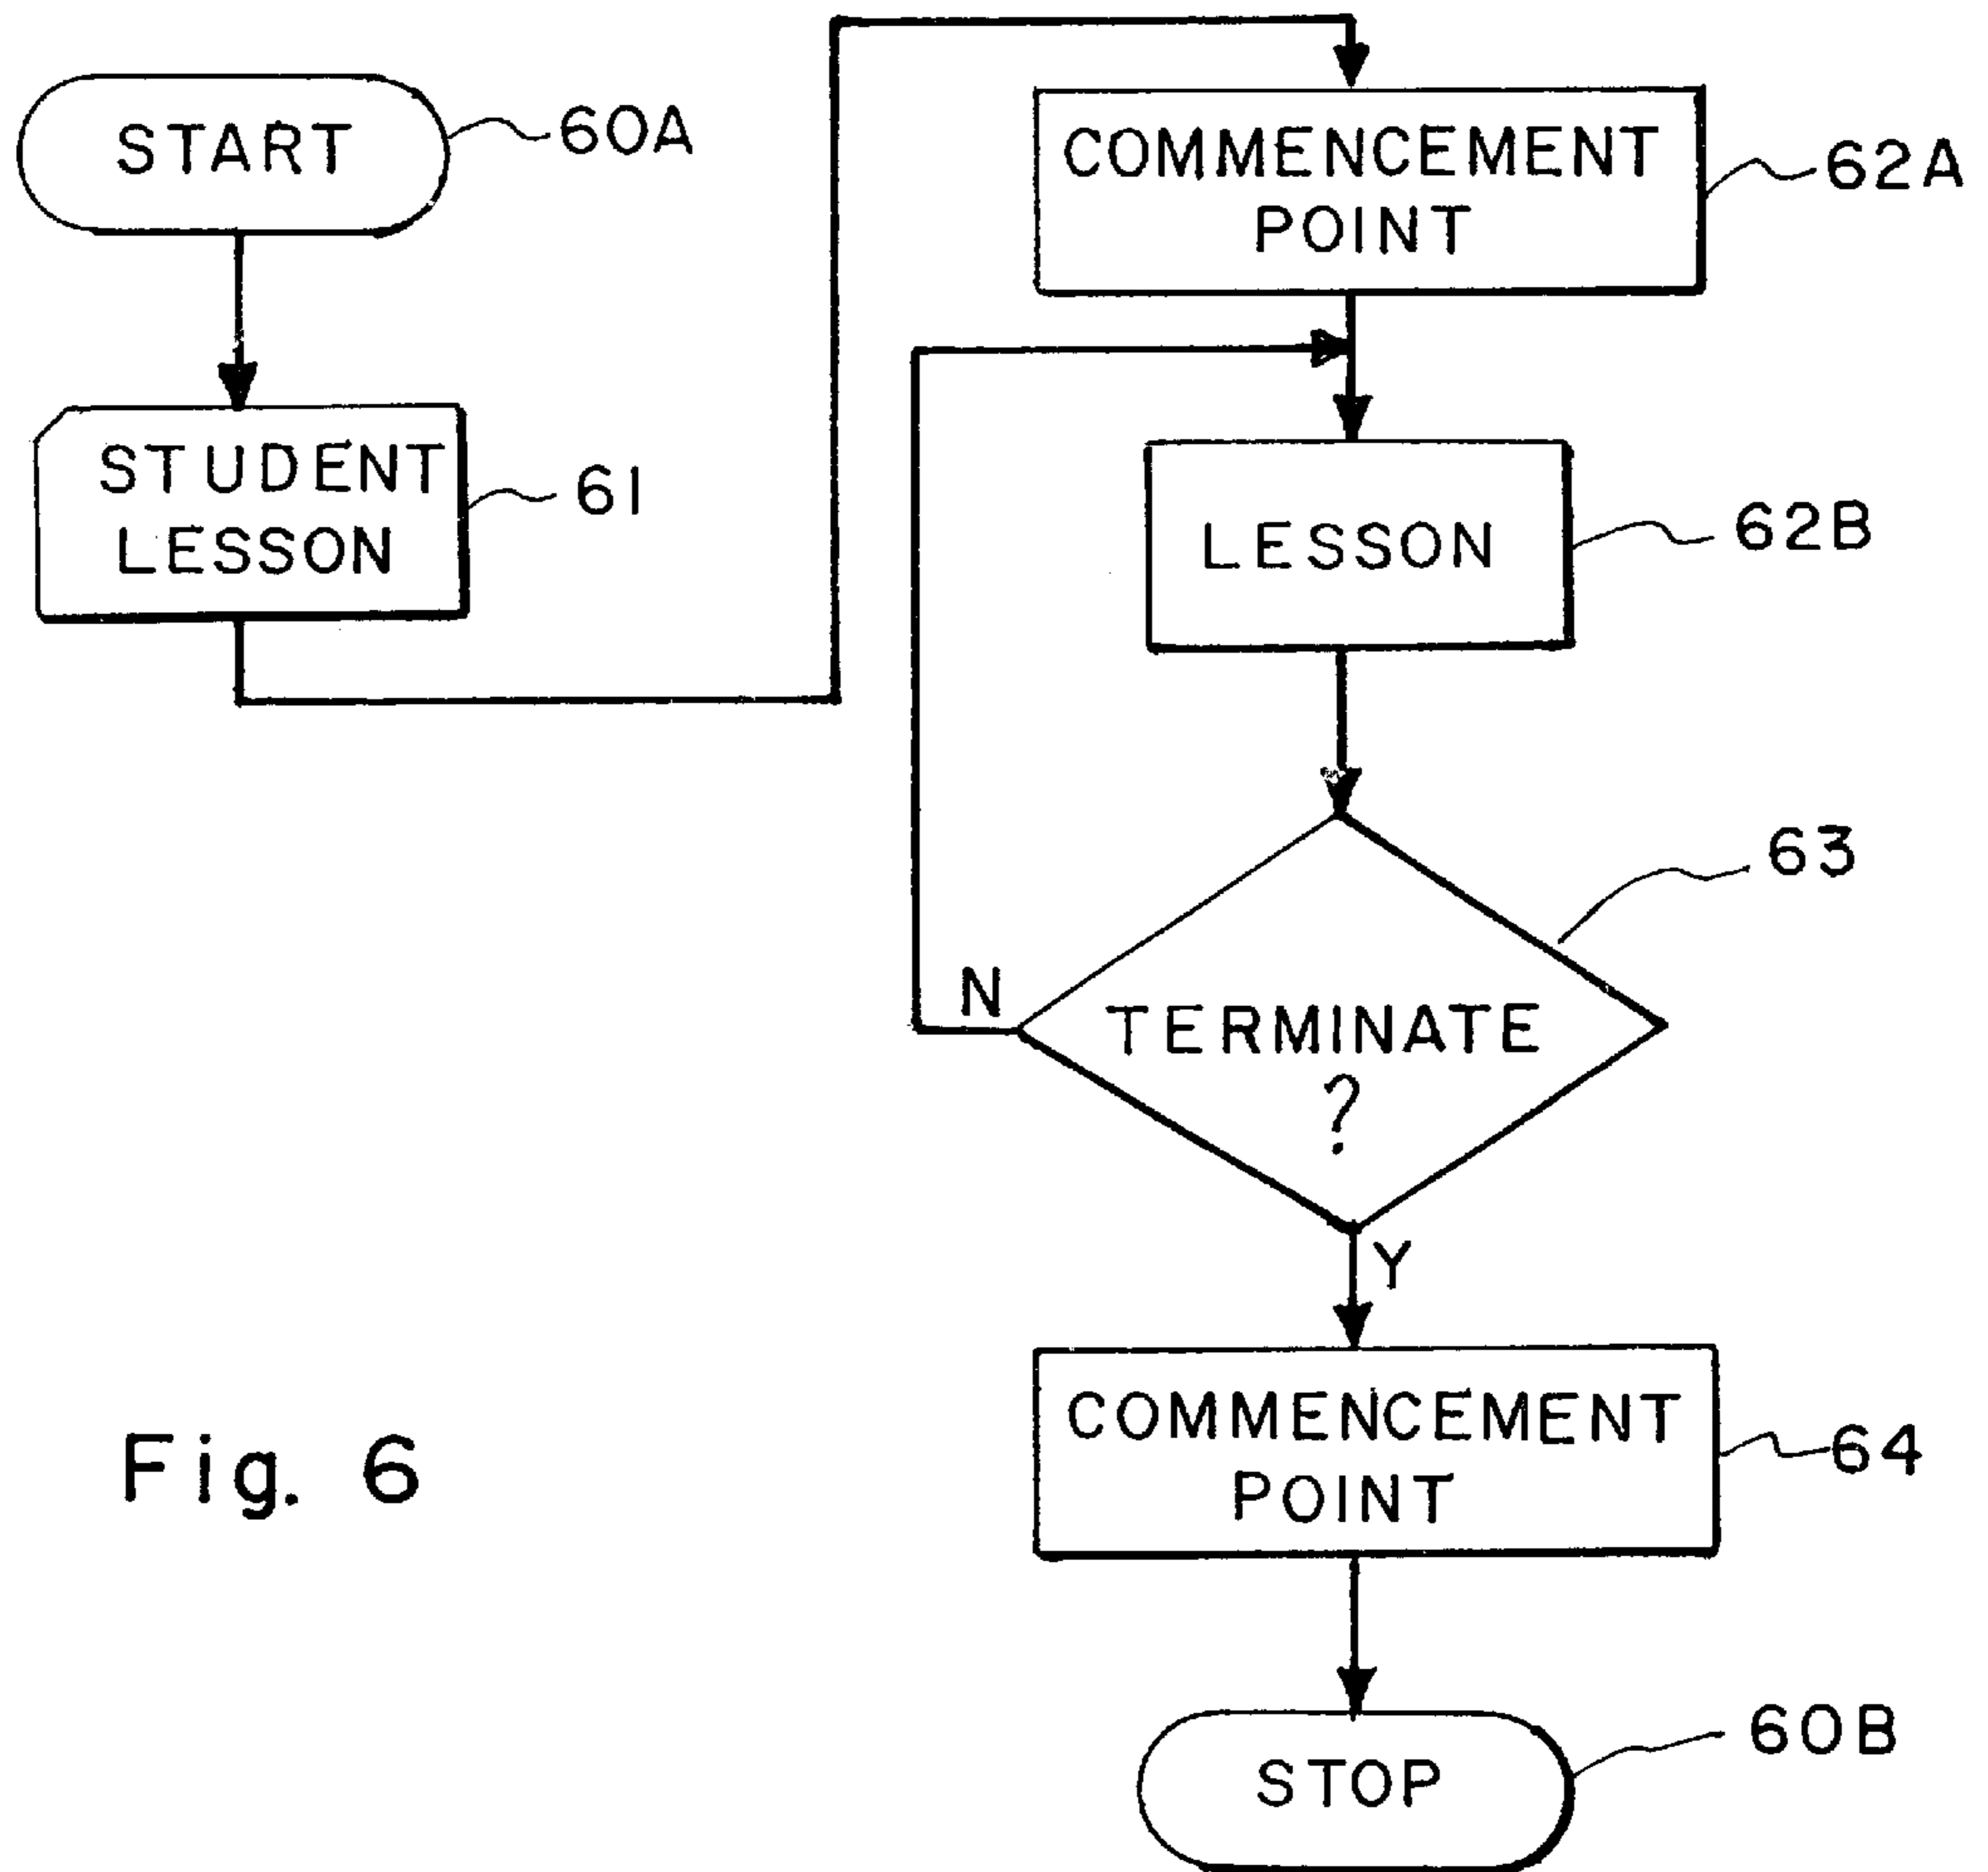 START
60A
STUDENT
LESSON
61
COMMENCEMENT
POINT
62A
LESSON
62B
TERMINATE
?
63
N
Y
COMMENCEMENT
POINT
64
STOP
60B
Fig. 6